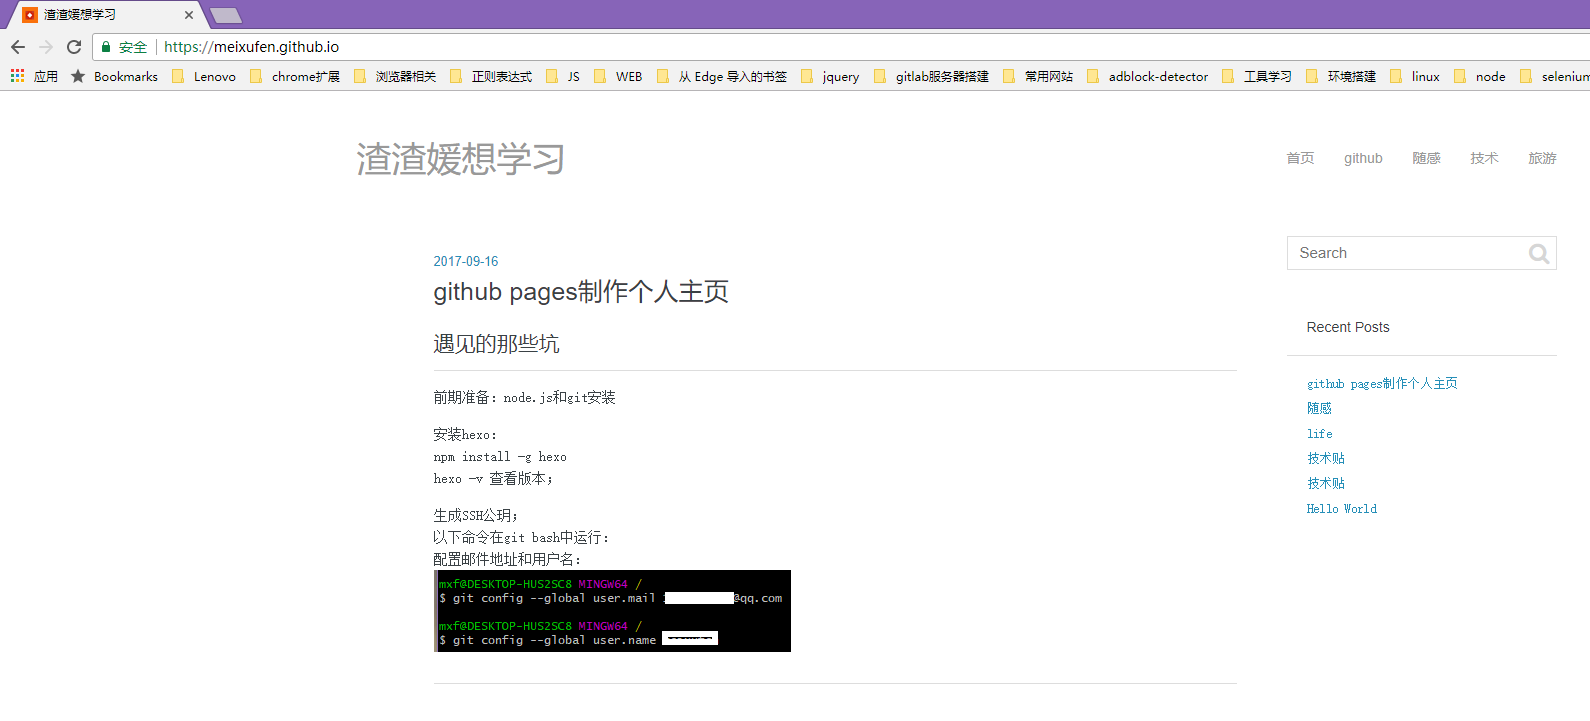 渣渣媛想学习
安全 https://meixufen.github.io
应用 Bookmarks Lenovo chrome扩展 浏览器相关 正则表达式 JS WEB 从 Edge 导入的书签 jquery gitlab服务器搭建 常用网站 adblock-detector 工具学习 环境搭建 linux node selenium
渣渣媛想学习
首页 github 随感 技术 旅游
Search
2017-09-16
github pages制作个人主页
遇见的那些坑
前期准备：node.js和git安装
安装hexo：
npm install -g hexo
hexo -v 查看版本；
生成SSH公玥；
以下命令在git bash中运行：
配置邮件地址和用户名：
mxf@DESKTOP-HUS2SC8 MINGW64 /
$ git config --global user.mail @qq.com
mxf@DESKTOP-HUS2SC8 MINGW64 /
$ git config --global user.name
Recent Posts
github pages制作个人主页
随感
life
技术贴
技术贴
Hello World